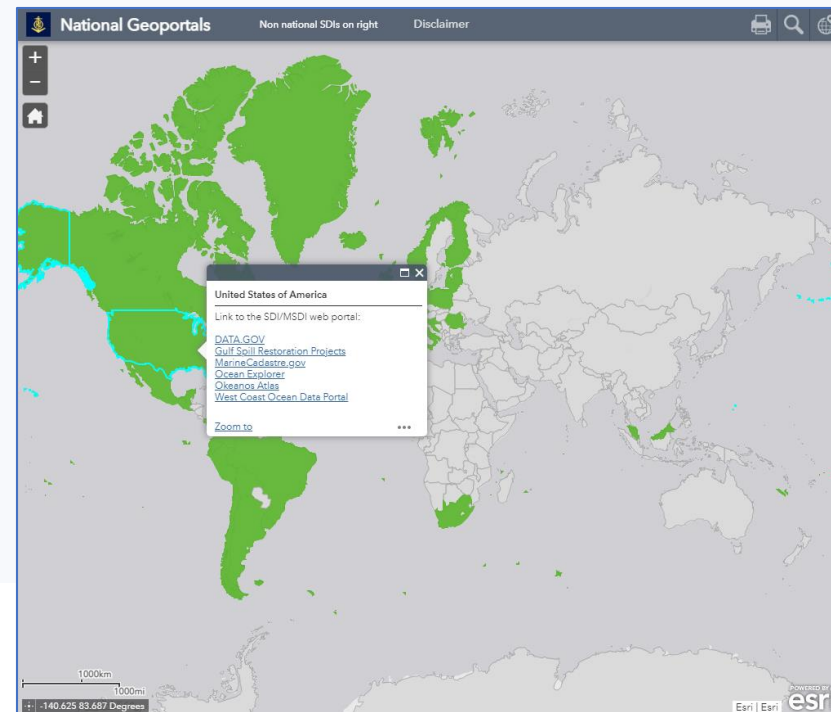 National Geoportals
Non national SDIs on right
Disclaimer
+
−
United States of America
Link to the SDI/MSDI web portal:
DATA.GOV
Gulf Spill Restoration Projects
MarineCadastre.gov
Ocean Explorer
Okeanos Atlas
West Coast Ocean Data Portal
Zoom to
•••
1000km
1000mi
-140.625 83.687 Degrees
Esri | Esri
POWERED BY
esri